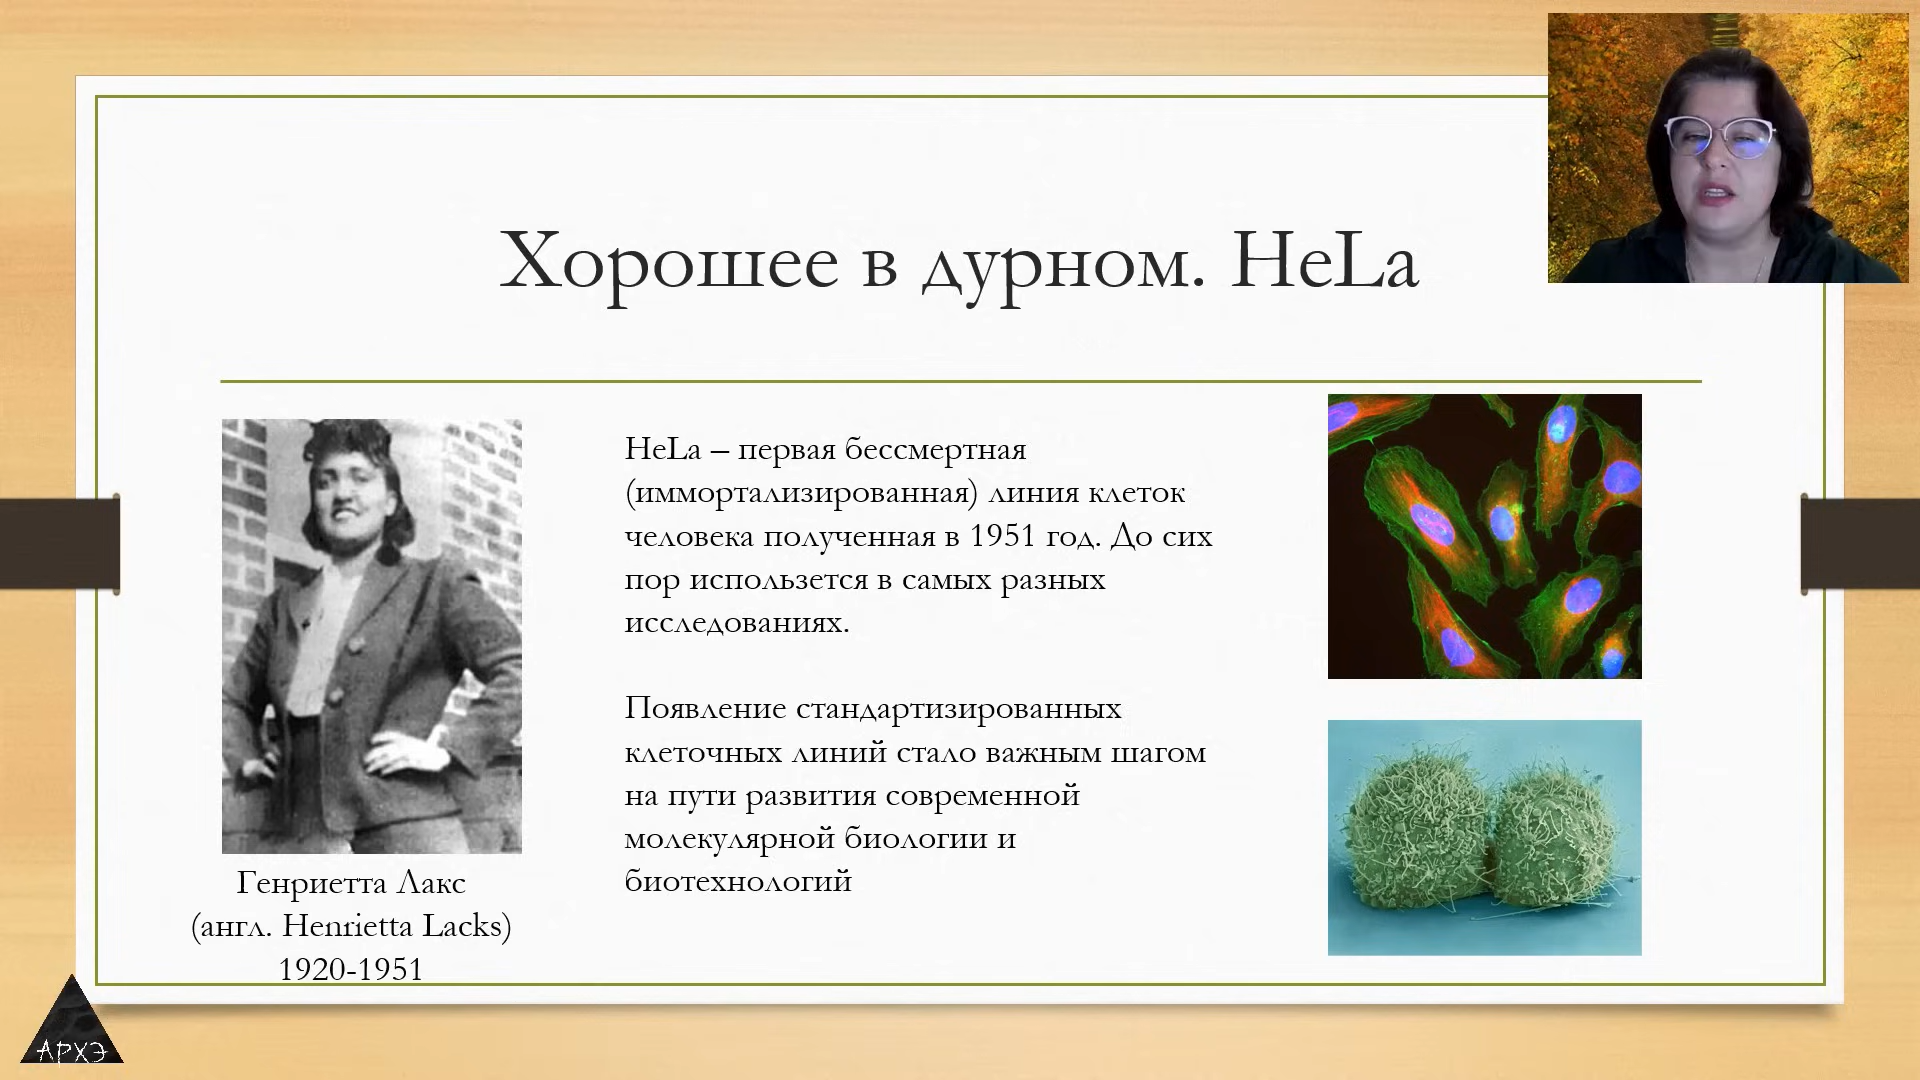 Хорошее в дурном. HeLa
HeLa – первая бессмертная
(иммортализированная) линия клеток
человека полученная в 1951 год. До сих
пор использется в самых разных
исследованиях.
Появление стандартизированных
клеточных линий стало важным шагом
на пути развития современной
молекулярной биологии и
биотехнологий
Генриетта Лакс
(англ. Henrietta Lacks)
1920-1951
АРХЭ